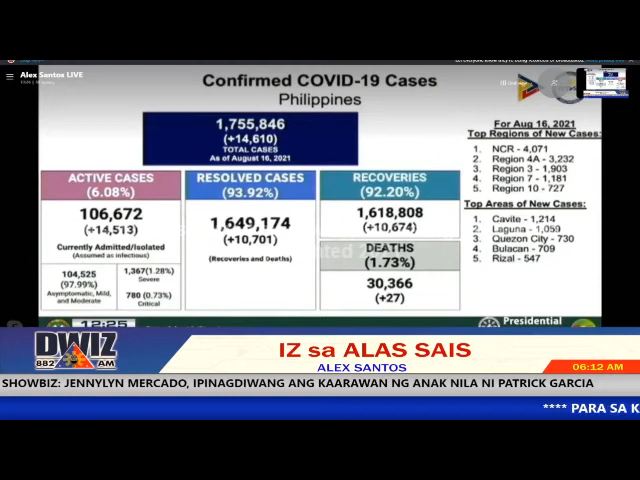 Alex Santos LIVE
Confirmed COVID-19 Cases
Philippines
1,755,846
(+14,610)
TOTAL CASES
As of August 16, 2021
For Aug 16, 2021
Top Regions of New Cases:
1. NCR - 4,071
2. Region 4A - 3,232
3. Region 3 - 1,903
4. Region 7 - 1,181
5. Region 10 - 727
Top Areas of New Cases:
1. Cavite - 1,214
2. Laguna - 1,059
3. Quezon City - 730
4. Bulacan - 709
5. Rizal - 547
ACTIVE CASES
(6.08%)
106,672
(+14,513)
Currently Admitted/Isolated
(Assumed as infectious)
104,525
(97.99%)
Asymptomatic, Mild,
and Moderate
1,367(1.28%)
Severe
780 (0.73%)
Critical
RESOLVED CASES
(93.92%)
1,649,174
(+10,701)
(Recoveries and Deaths)
RECOVERIES
(92.20%)
1,618,808
(+10,674)
DEATHS
(1.73%)
30,366
(+27)
12:25
Presidential
DWIZ
882 AM
IZ sa ALAS SAIS
ALEX SANTOS
06:12 AM
SHOWBIZ: JENNYLYN MERCADO, IPINAGDIWANG ANG KAARAWAN NG ANAK NILA NI PATRICK GARCIA
**** PARA SA K